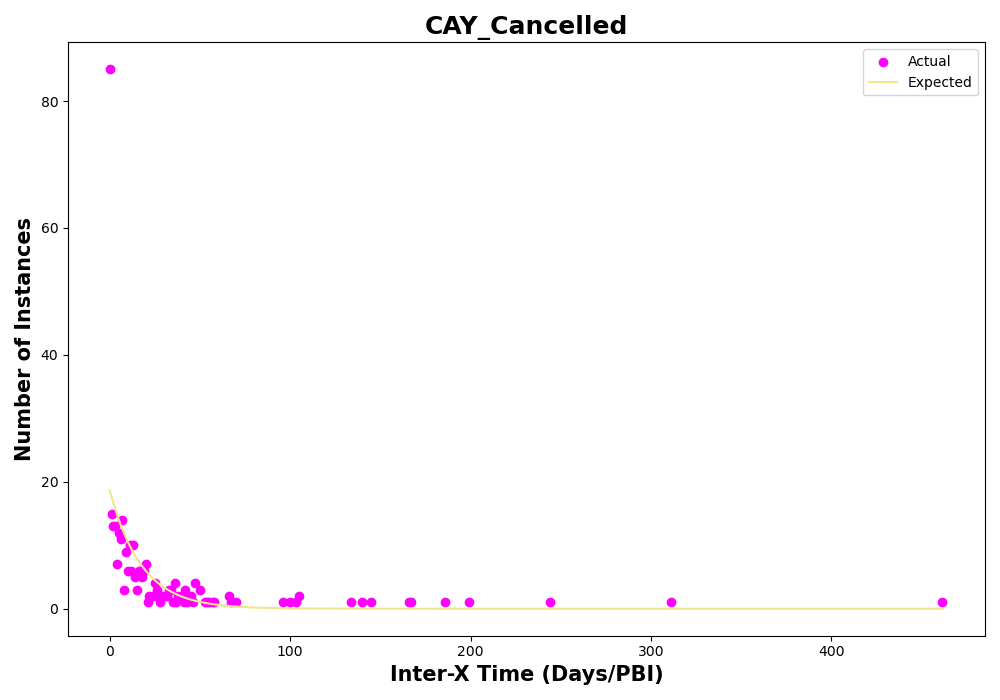 CAY_Cancelled
Actual
Expected
Number of Instances
80
60
40
20
0
0 100 200 300 400
Inter-X Time (Days/PBI)